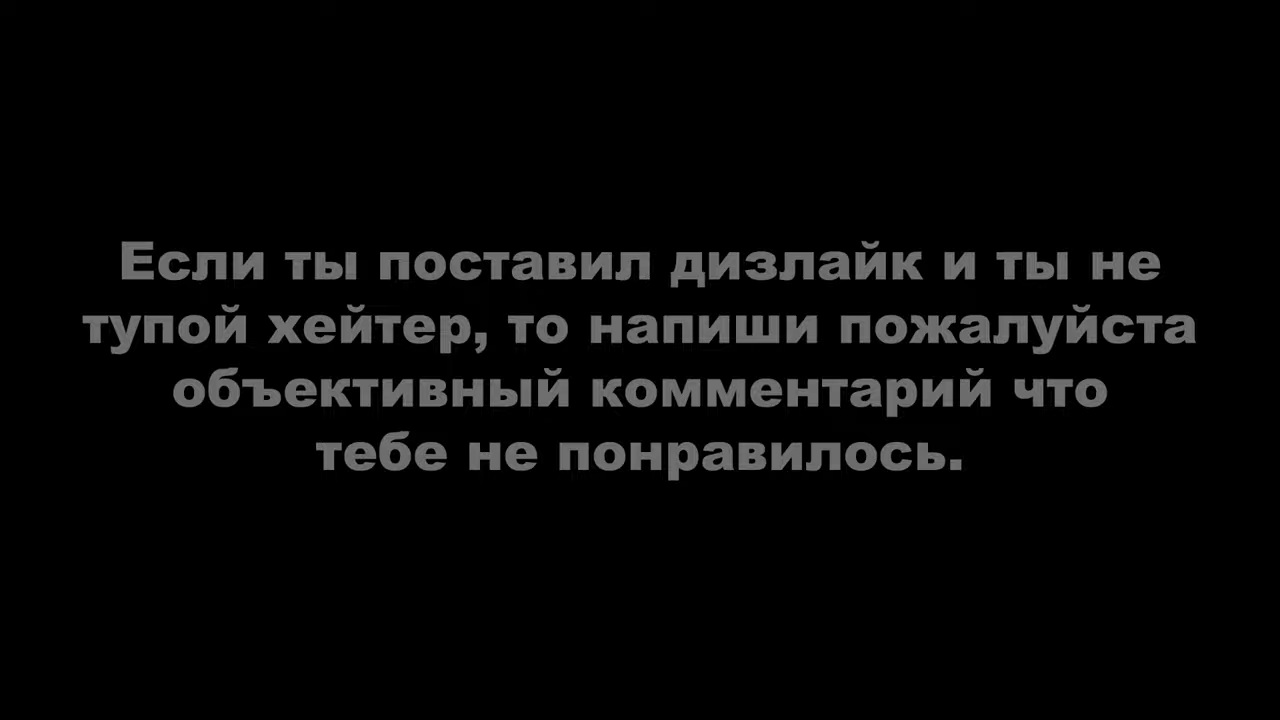 Если ты поставил дизлайк и ты не
тупой хейтер, то напиши пожалуйста
объективный комментарий что
тебе не понравилось.